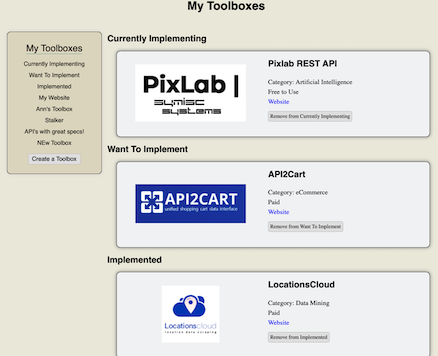 My Toolboxes
My Toolboxes
Currently Implementing
Want To Implement
Implemented
My Website
Ann's Toolbox
Stalker
API's with great specs!
NEw Toolbox
Create a Toolbox
Currently Implementing
PixLab |
symisc
systems
Pixlab REST API
Category: Artificial Intelligence
Free to Use
Website
Remove from Currently Implementing
Want To Implement
API2CART
unified shopping cart data interface
API2Cart
Category: eCommerce
Paid
Website
Remove from Want To Implement
Implemented
Locationscloud
location data scraping
LocationsCloud
Category: Data Mining
Paid
Website
Remove from Implemented